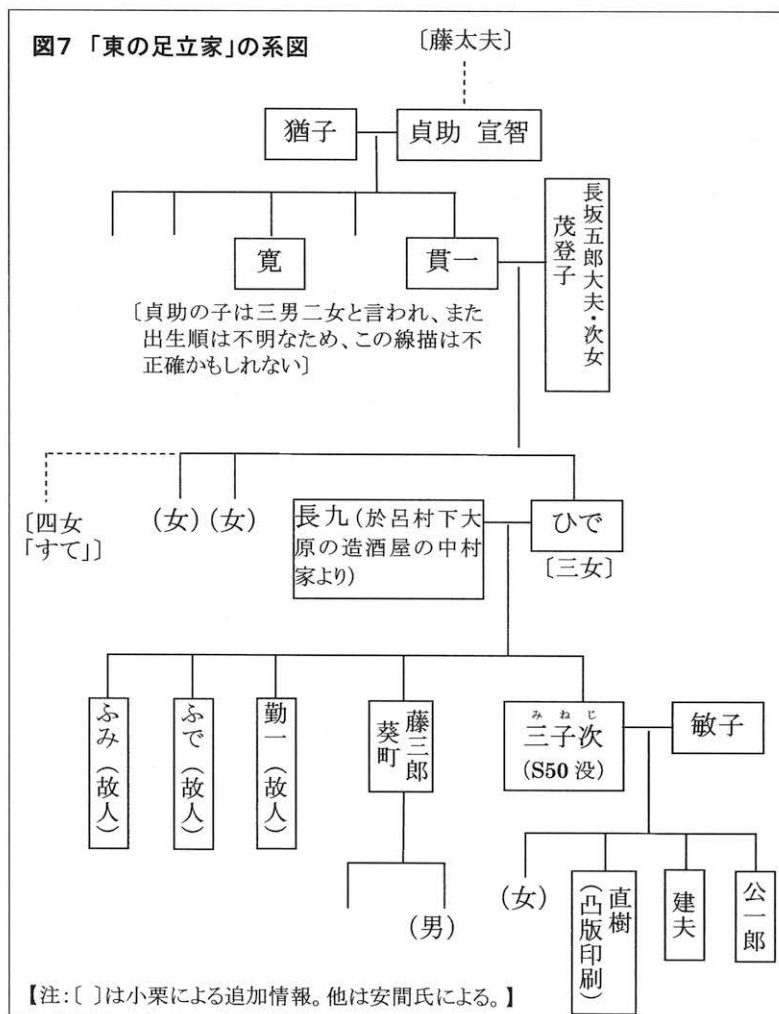 図7 「東の足立家」の系図
〔藤太夫〕
猶子
貞助 宣智
寛
貫一
長坂五郎大夫・次女
茂登子
〔貞助の子は三男二女と言われ、また
出生順は不明なため、この線描は不
正確かもしれない〕
〔四女
「すて」〕
(女)
(女)
長九(於呂村下大
原の造酒屋の中村
家より)
ひで
〔三女〕
ふみ(故人)
ふで(故人)
勤一(故人)
藤三郎
葵町
みねじ
三子次
(S50 没)
敏子
(男)
(女)
直樹
(凸版印刷)
建夫
公一郎
【注:〔 〕は小栗による追加情報。他は安間氏による。】